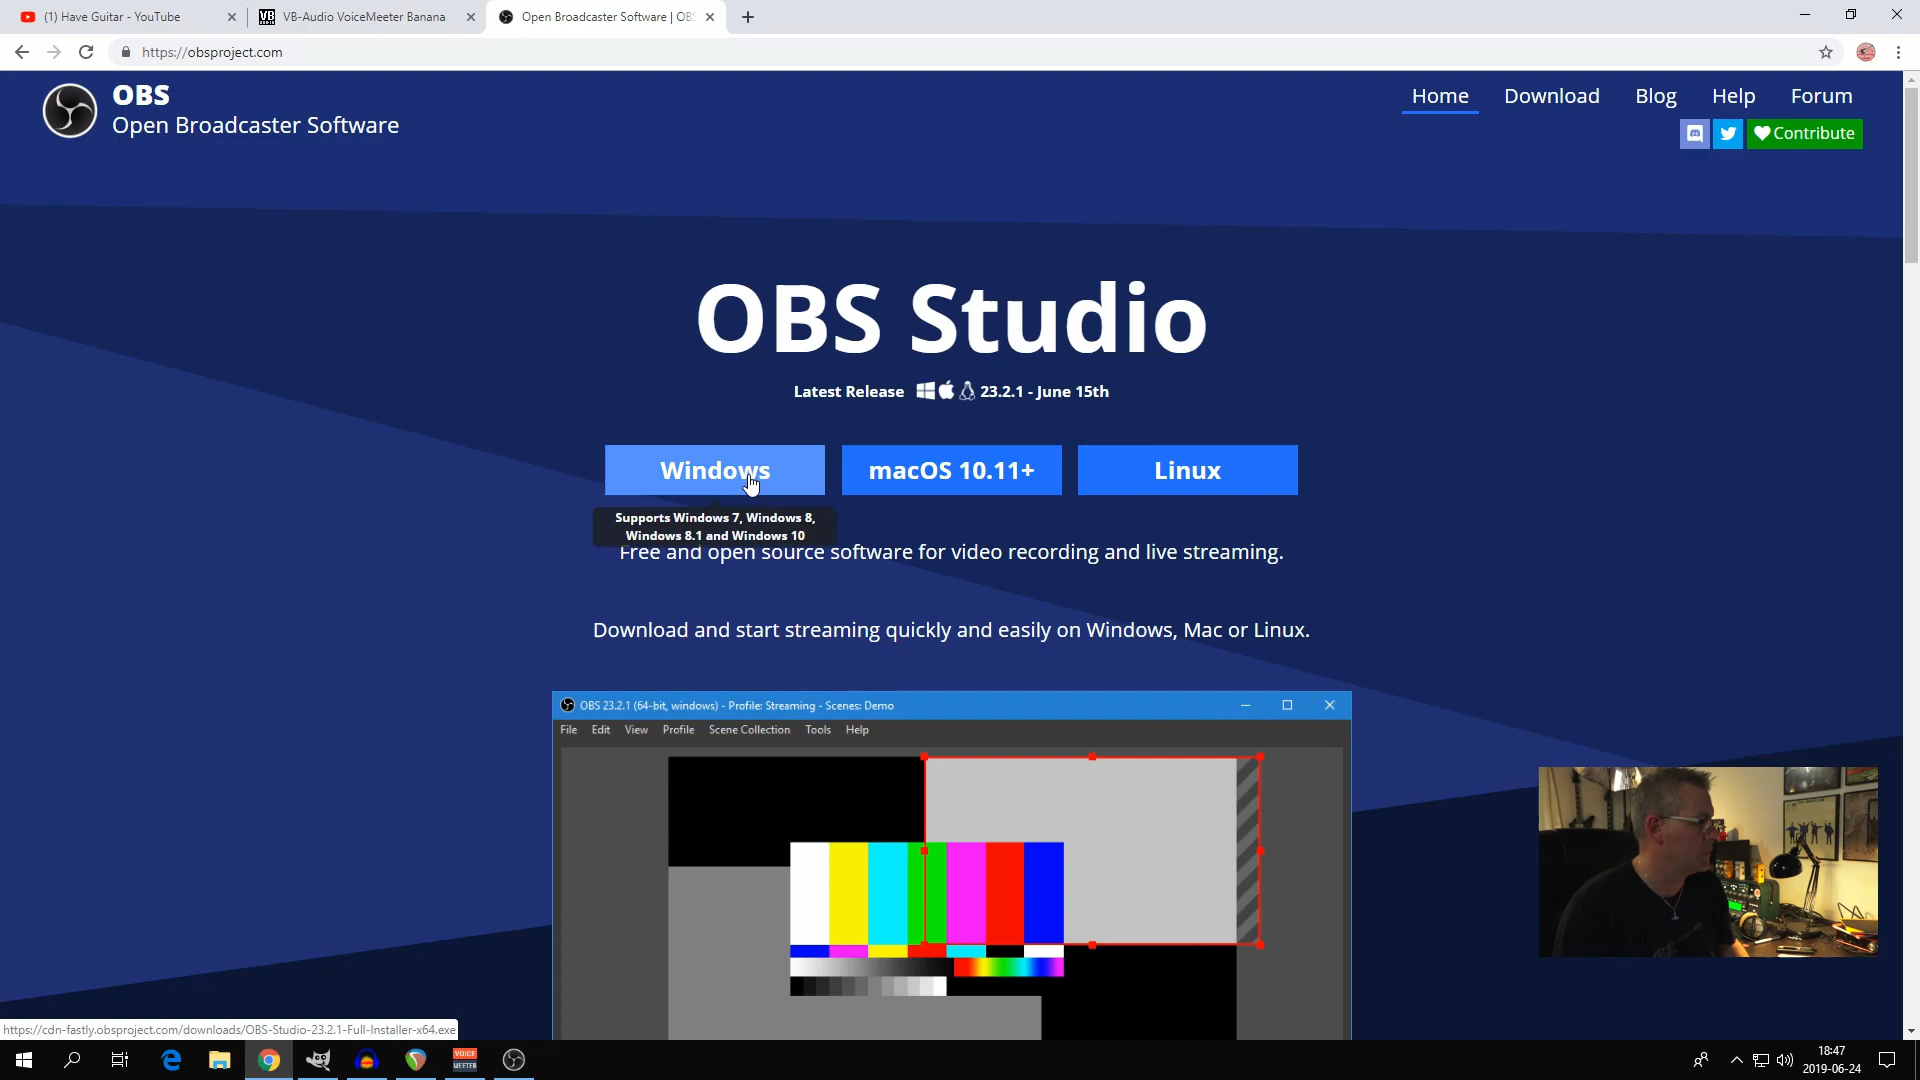 (1) Have Guitar - YouTube
VB-Audio VoiceMeeter Banana
Open Broadcaster Software | OBS
https://obsproject.com
OBS
Open Broadcaster Software
Home
Download
Blog
Help
Forum
Contribute
OBS Studio
Latest Release 23.2.1 - June 15th
Windows
macOS 10.11+
Linux
Supports Windows 7, Windows 8,
Windows 8.1 and Windows 10
Free and open source software for video recording and live streaming.
Download and start streaming quickly and easily on Windows, Mac or Linux.
OBS 23.2.1 (64-bit, windows) - Profile: Streaming - Scenes: Demo
File Edit View Profile Scene Collection Tools Help
https://cdn-fastly.obsproject.com/downloads/OBS-Studio-23.2.1-Full-Installer-x64.exe
VOICE
MEETER
18:47
2019-06-24